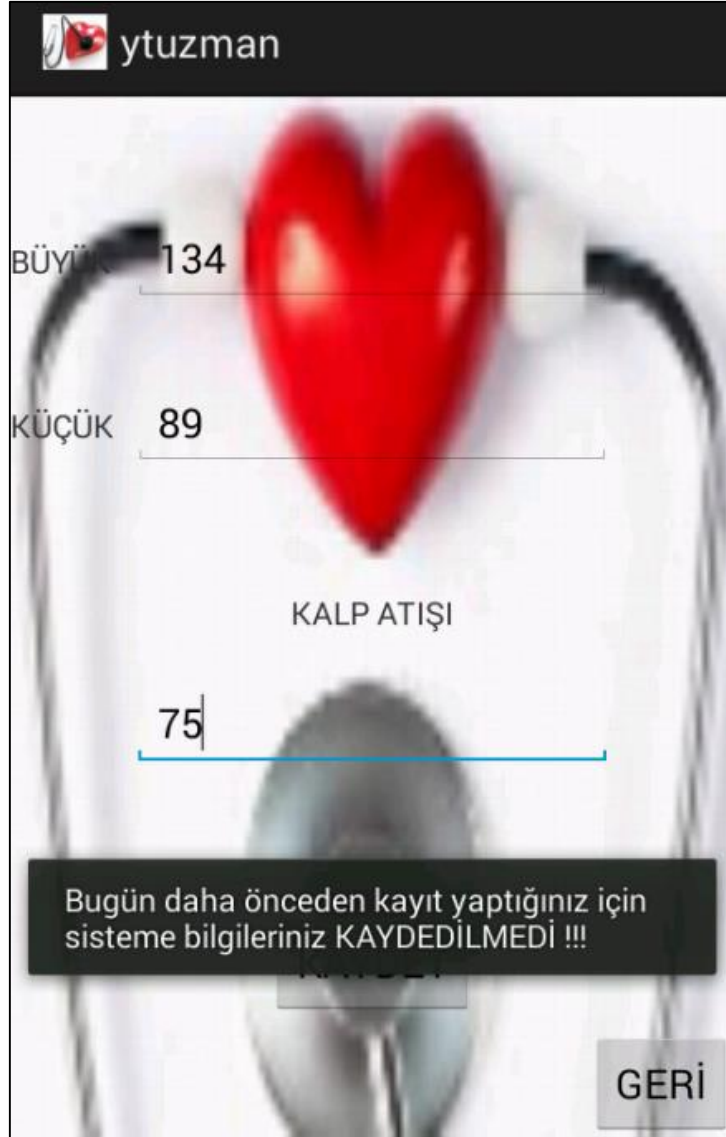 ytuzman
BÜYÜK 134
KÜÇÜK 89
KALP ATIŞI
75
Bugün daha önceden kayıt yaptığınız için
sisteme bilgileriniz KAYDEDİLMEDİ !!!
KAYDET
GERİ